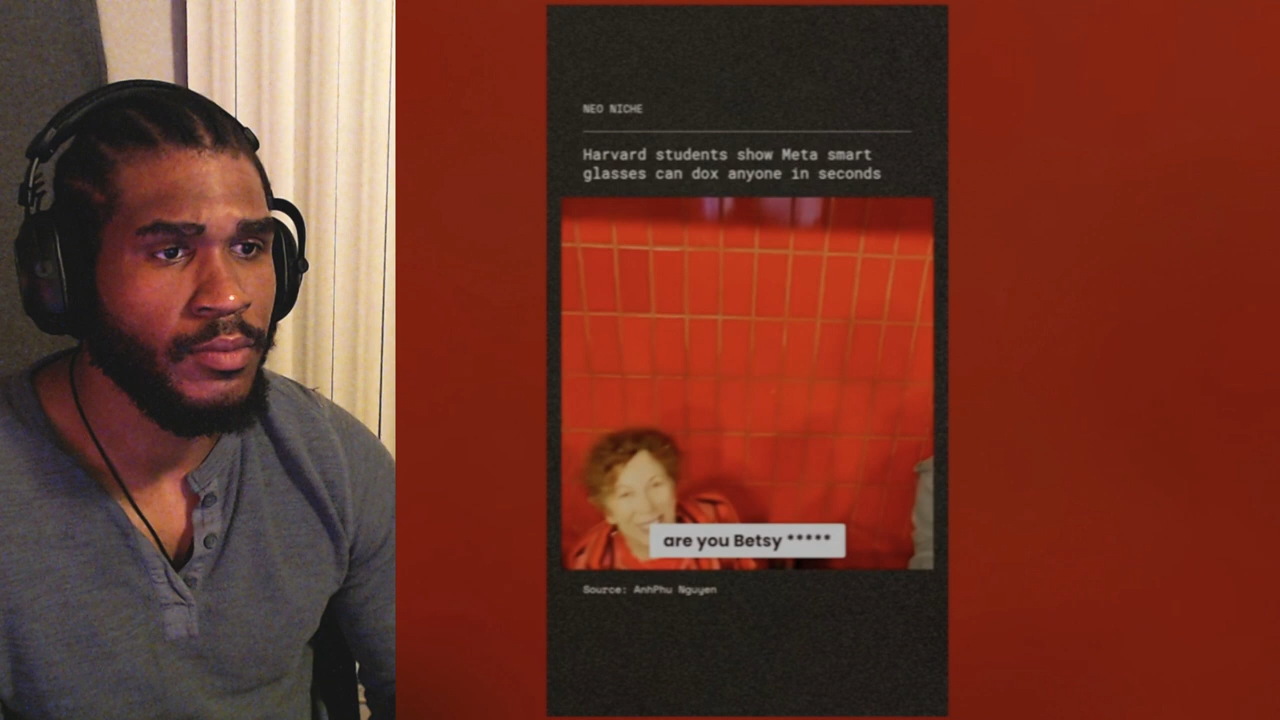 NEO NICHE
Harvard students show Meta smart
glasses can dox anyone in seconds
are you Betsy *****
Source: AnhPhu Nguyen